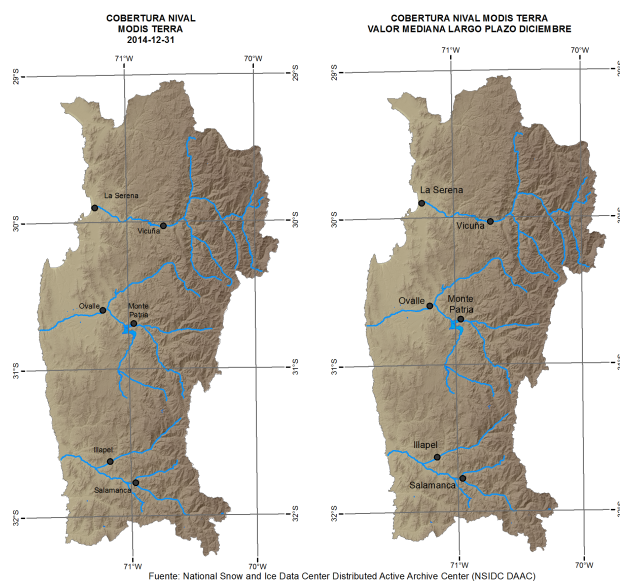 COBERTURA NIVAL
MODIS TERRA
2014-12-31
71°W
70°W
29°S
29°S
La Serena
Vicuña
30°S
30°S
Ovalle
Monte
Patria
31°S
31°S
Illapel
Salamanca
32°S
32°S
71°W
70°W
COBERTURA NIVAL MODIS TERRA
VALOR MEDIANA LARGO PLAZO DICIEMBRE
71°W
70°W
29°S
La Serena
Vicuña
30°S
Ovalle
Monte
Patria
31°S
Illapel
Salamanca
32°S
71°W
70°W
Fuente: National Snow and Ice Data Center Distributed Active Archive Center (NSIDC DAAC)